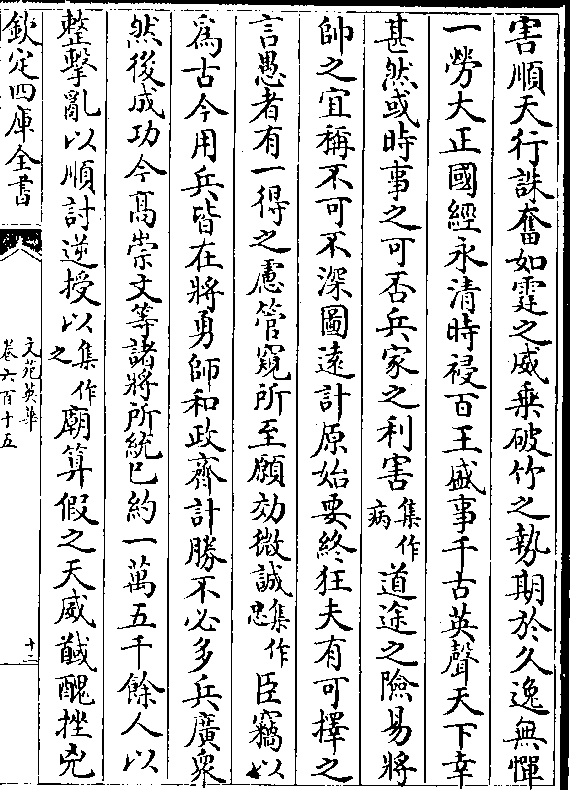 害順天行誅奮如霆之威乗破竹之埶期於久逸無憚
一勞大正國經永清時祲百王盛事千古英聲天下幸
甚然或時事之可否兵家之利害集作病道途之險易將
帥之宜稱不可不深圖遠計原始要終狂夫有可擇之
言愚者有一得之慮管窺所至願効微誠集作忠臣竊以
爲古今用兵皆在將勇師和政齊計勝不必多兵廣衆
然後成功今髙崇文等諸將所統已約一萬五千餘人以
整擊亂以順討逆授以集作之廟算假之天威馘醜挫兇
欽定四庫全書
文苑英華
卷六百十五
十二